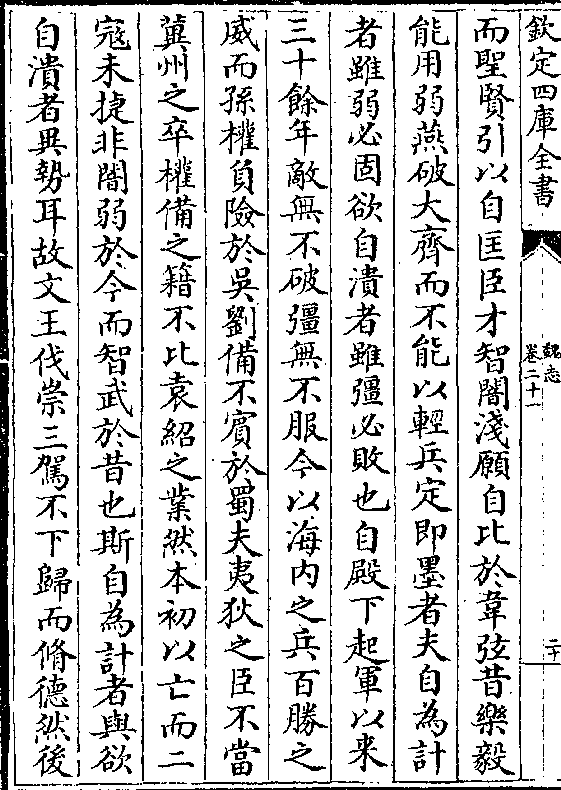 欽定四庫全書
魏志
卷二十一
二十
而聖賢引以自匡臣才智闇淺願自比於韋弦昔樂毅
能用弱燕破大齊而不能以輕兵定即墨者夫自為計
者雖弱必固欲自潰者雖彊必敗也自殿下起軍以来
三十餘年敵無不破彊無不服今以海内之兵百勝之
威而孫權負險於吳劉備不賓於蜀夫夷狄之臣不當
冀州之卒權備之籍不比袁紹之業然本初以亡而二
寇未捷非闇弱於今而智武於昔也斯自為計者與欲
自潰者異勢耳故文王伐崇三駕不下歸而脩德然後